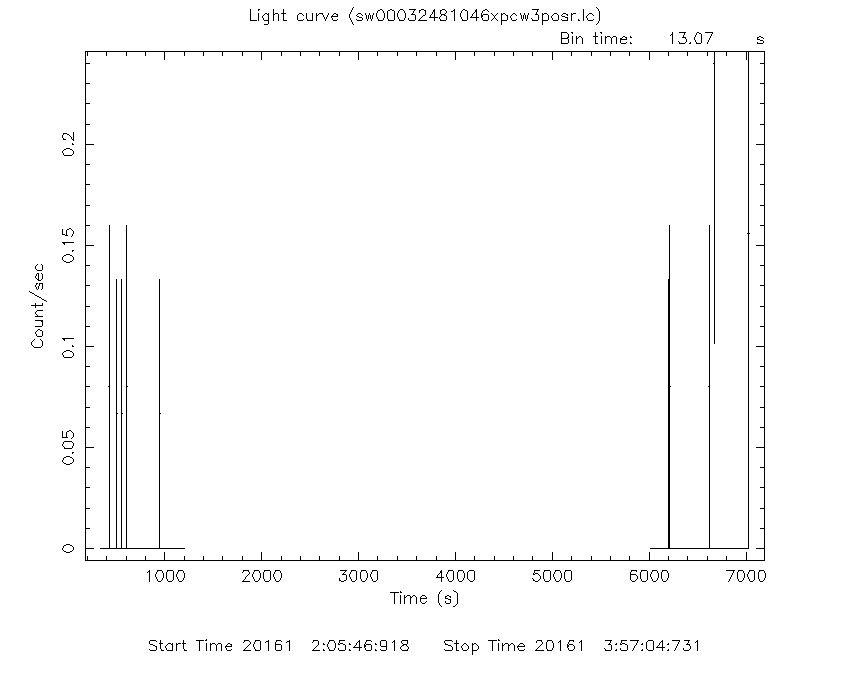 Light curve (sw00032481046xpcw3posr.lc)
Bin time: 13.07 s
0.2
0.15
0.1
0.05
0
Count/sec
1000 2000 3000 4000 5000 6000 7000
Time (s)
Start Time 20161 2:05:46:918 Stop Time 20161 3:57:04:731